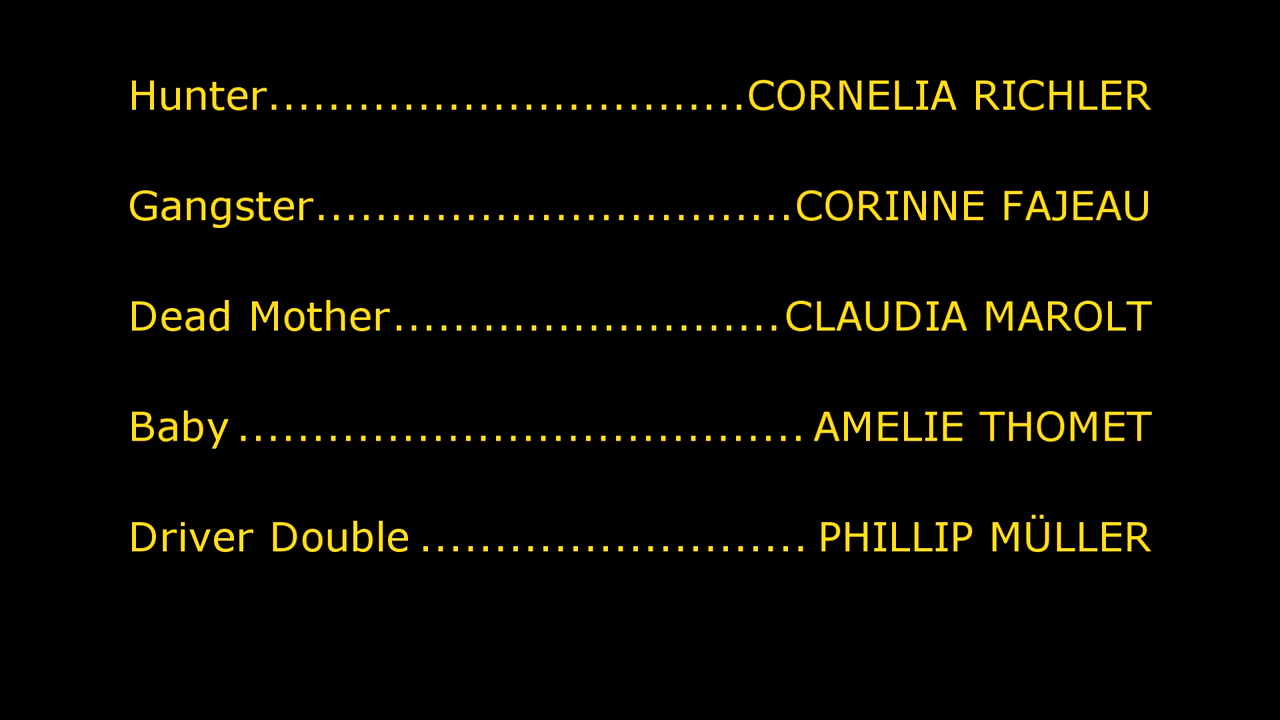 Hunter................................CORNELIA RICHLER
Gangster................................CORINNE FAJEAU
Dead Mother..........................CLAUDIA MAROLT
Baby ...................................... AMELIE THOMET
Driver Double .......................... PHILLIP MÜLLER